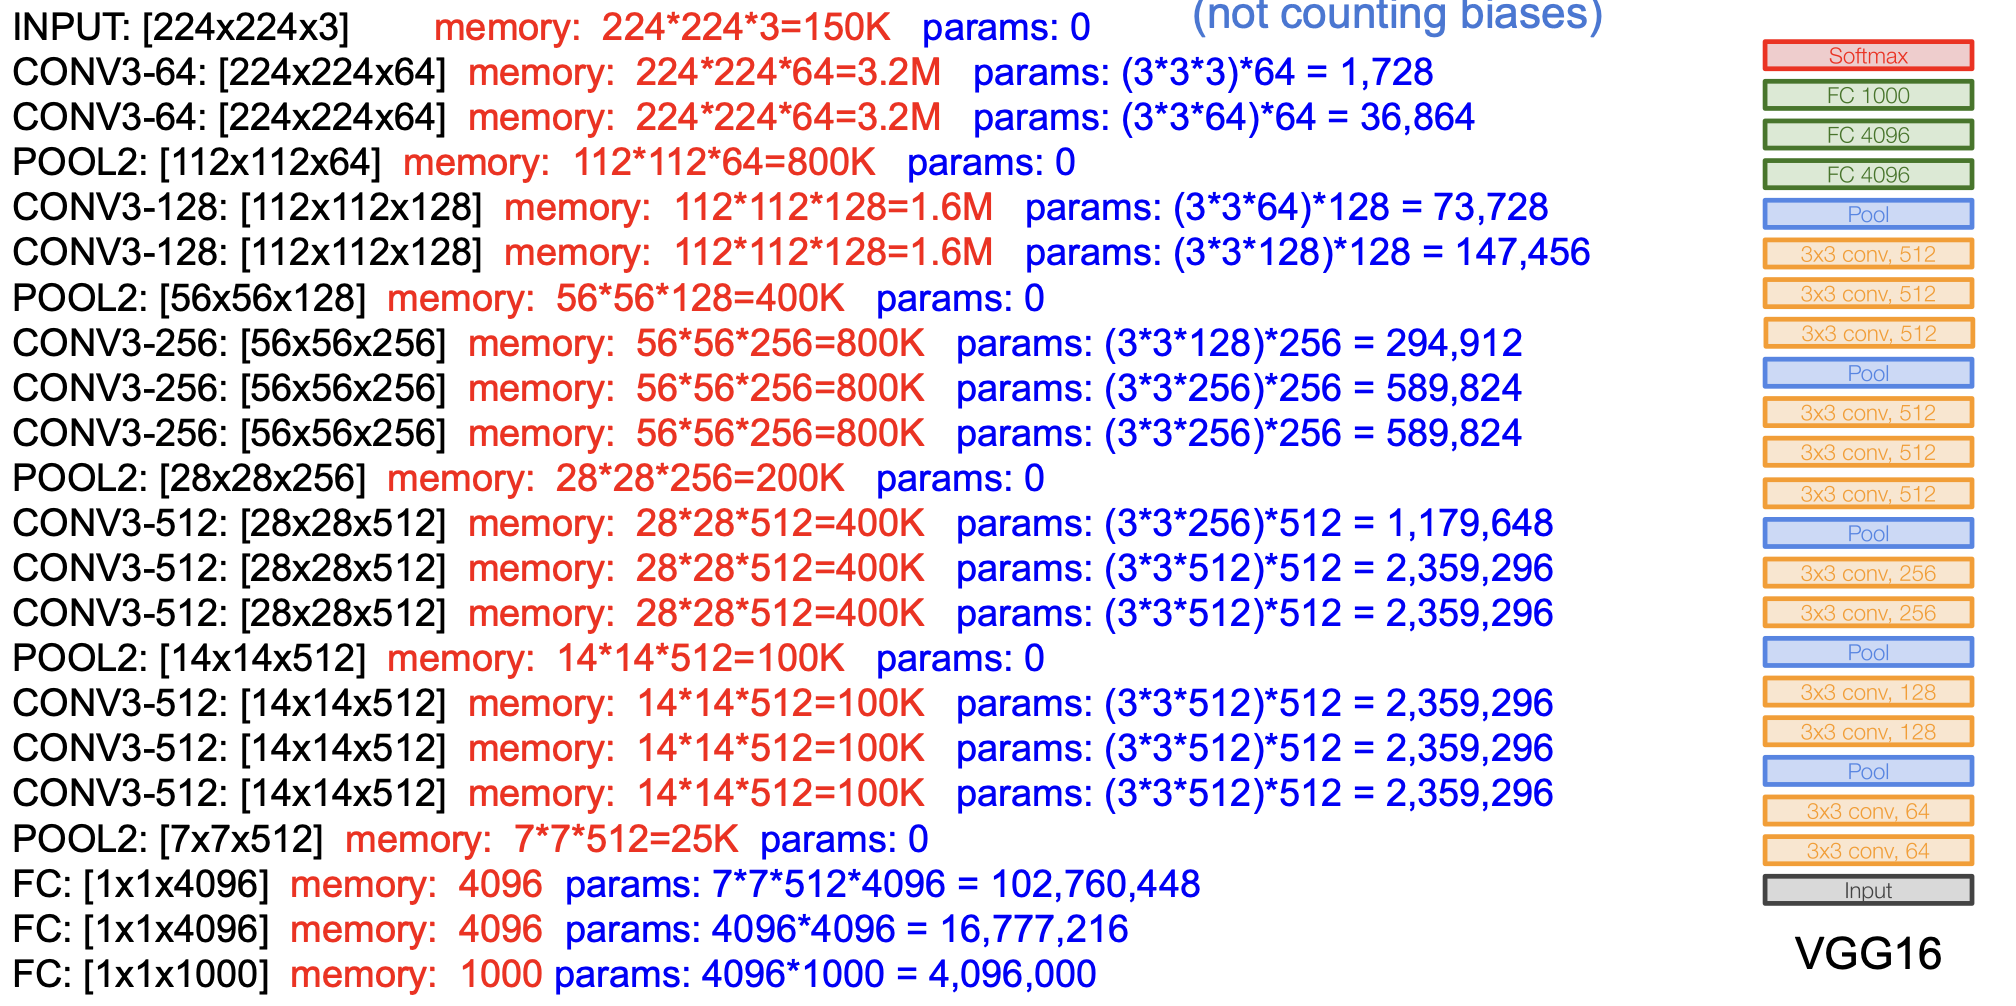 (not counting biases)
INPUT: [224x224x3] memory: 224*224*3=150K params: 0
CONV3-64: [224x224x64] memory: 224*224*64=3.2M params: (3*3*3)*64 = 1,728
CONV3-64: [224x224x64] memory: 224*224*64=3.2M params: (3*3*64)*64 = 36,864
POOL2: [112x112x64] memory: 112*112*64=800K params: 0
CONV3-128: [112x112x128] memory: 112*112*128=1.6M params: (3*3*64)*128 = 73,728
CONV3-128: [112x112x128] memory: 112*112*128=1.6M params: (3*3*128)*128 = 147,456
POOL2: [56x56x128] memory: 56*56*128=400K params: 0
CONV3-256: [56x56x256] memory: 56*56*256=800K params: (3*3*128)*256 = 294,912
CONV3-256: [56x56x256] memory: 56*56*256=800K params: (3*3*256)*256 = 589,824
CONV3-256: [56x56x256] memory: 56*56*256=800K params: (3*3*256)*256 = 589,824
POOL2: [28x28x256] memory: 28*28*256=200K params: 0
CONV3-512: [28x28x512] memory: 28*28*512=400K params: (3*3*256)*512 = 1,179,648
CONV3-512: [28x28x512] memory: 28*28*512=400K params: (3*3*512)*512 = 2,359,296
CONV3-512: [28x28x512] memory: 28*28*512=400K params: (3*3*512)*512 = 2,359,296
POOL2: [14x14x512] memory: 14*14*512=100K params: 0
CONV3-512: [14x14x512] memory: 14*14*512=100K params: (3*3*512)*512 = 2,359,296
CONV3-512: [14x14x512] memory: 14*14*512=100K params: (3*3*512)*512 = 2,359,296
CONV3-512: [14x14x512] memory: 14*14*512=100K params: (3*3*512)*512 = 2,359,296
POOL2: [7x7x512] memory: 7*7*512=25K params: 0
FC: [1x1x4096] memory: 4096 params: 7*7*512*4096 = 102,760,448
FC: [1x1x4096] memory: 4096 params: 4096*4096 = 16,777,216
FC: [1x1x1000] memory: 1000 params: 4096*1000 = 4,096,000
Softmax
FC 1000
FC 4096
FC 4096
Pool
3x3 conv, 512
3x3 conv, 512
3x3 conv, 512
Pool
3x3 conv, 512
3x3 conv, 512
3x3 conv, 512
Pool
3x3 conv, 256
3x3 conv, 256
Pool
3x3 conv, 128
3x3 conv, 128
Pool
3x3 conv, 64
3x3 conv, 64
Input
VGG16